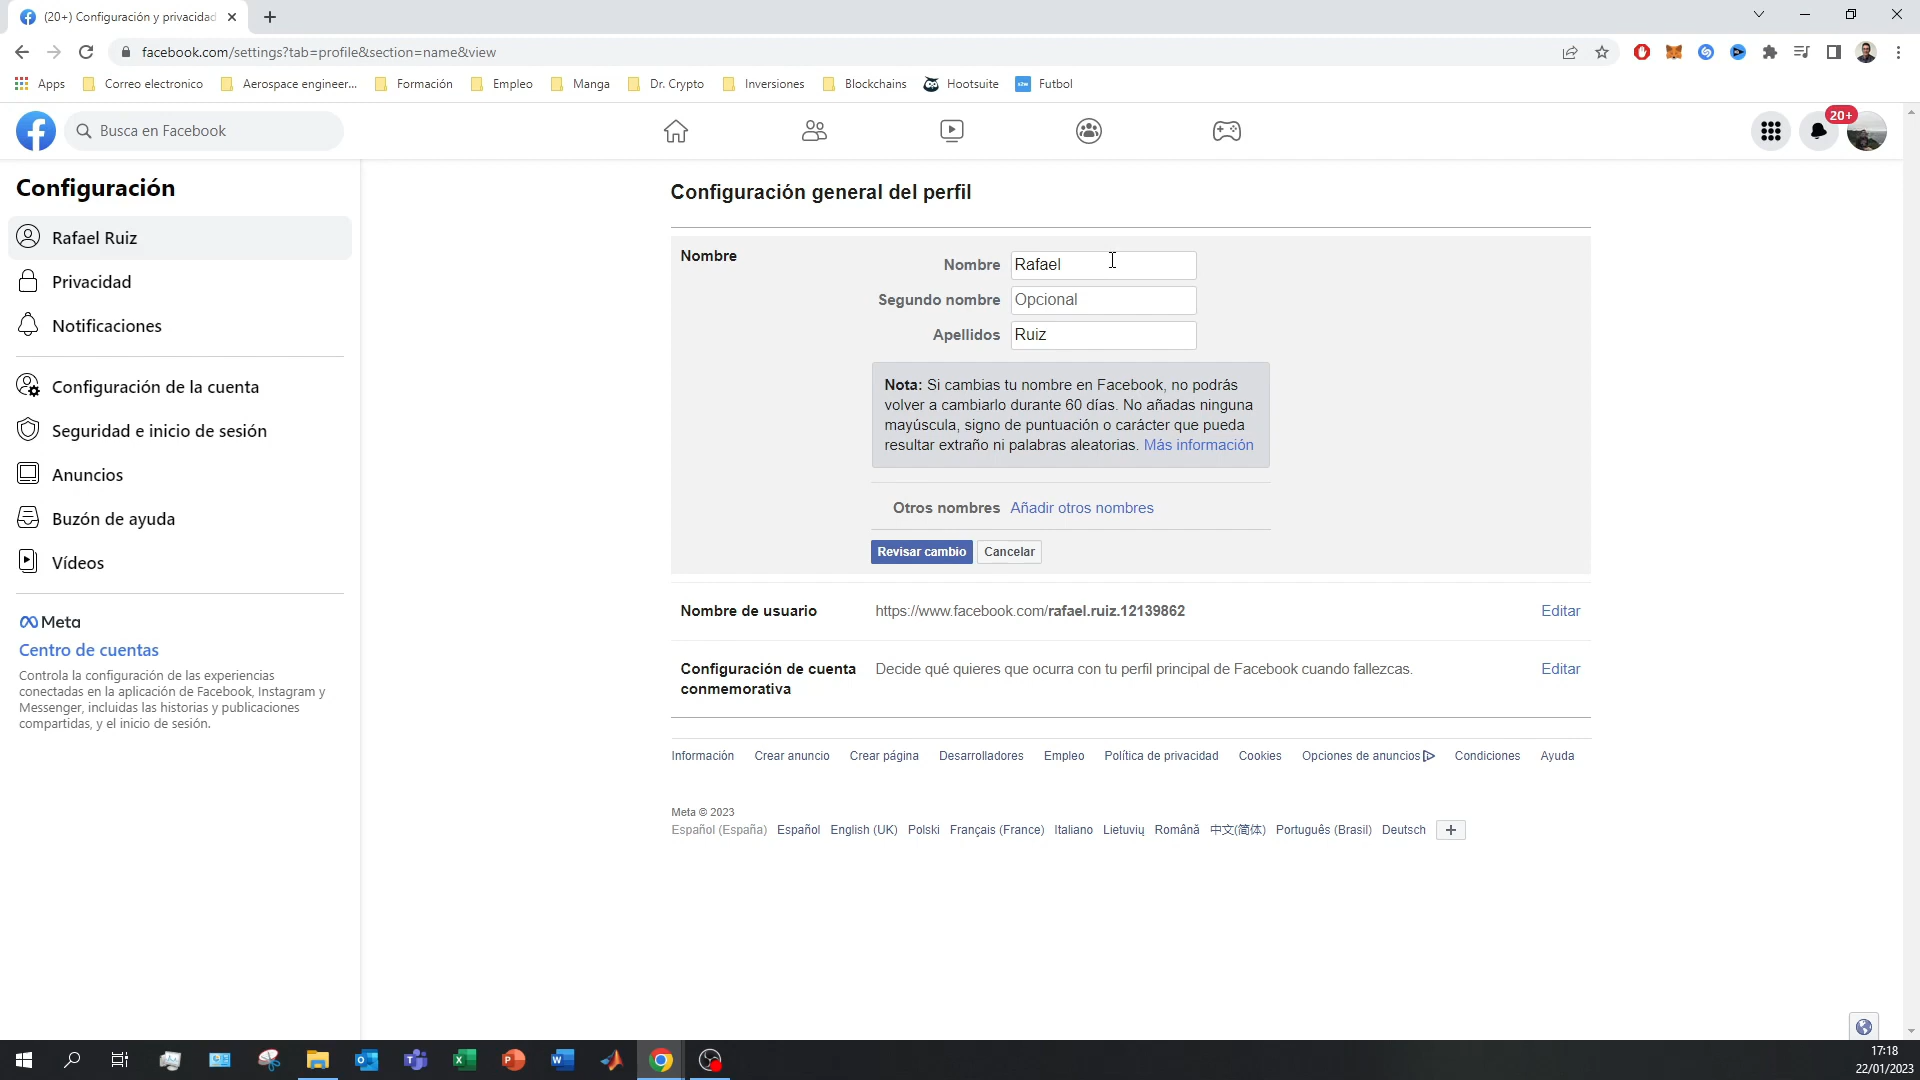 (20+) Configuración y privacidad
facebook.com/settings?tab=profile&section=name&view
Apps Correo electronico Aerospace engineer... Formación Empleo Manga Dr. Crypto Inversiones Blockchains Hootsuite Futbol
Busca en Facebook
20+
Configuración
Rafael Ruiz
Privacidad
Notificaciones
Configuración de la cuenta
Seguridad e inicio de sesión
Anuncios
Buzón de ayuda
Vídeos
Meta
Centro de cuentas
Controla la configuración de las experiencias
conectadas en la aplicación de Facebook, Instagram y
Messenger, incluidas las historias y publicaciones
compartidas, y el inicio de sesión.
Configuración general del perfil
Nombre
Nombre Rafael
Segundo nombre Opcional
Apellidos Ruiz
Nota: Si cambias tu nombre en Facebook, no podrás
volver a cambiarlo durante 60 días. No añadas ninguna
mayúscula, signo de puntuación o carácter que pueda
resultar extraño ni palabras aleatorias. Más información
Otros nombres Añadir otros nombres
Revisar cambio Cancelar
Nombre de usuario https://www.facebook.com/rafael.ruiz.12139862 Editar
Configuración de cuenta Decide qué quieres que ocurra con tu perfil principal de Facebook cuando fallezcas. Editar
conmemorativa
Información Crear anuncio Crear página Desarrolladores Empleo Política de privacidad Cookies Opciones de anuncios Condiciones Ayuda
Meta © 2023
Español (España) Español English (UK) Polski Français (France) Italiano Lietuvių Română 中文(简体) Português (Brasil) Deutsch
17:18
22/01/2023